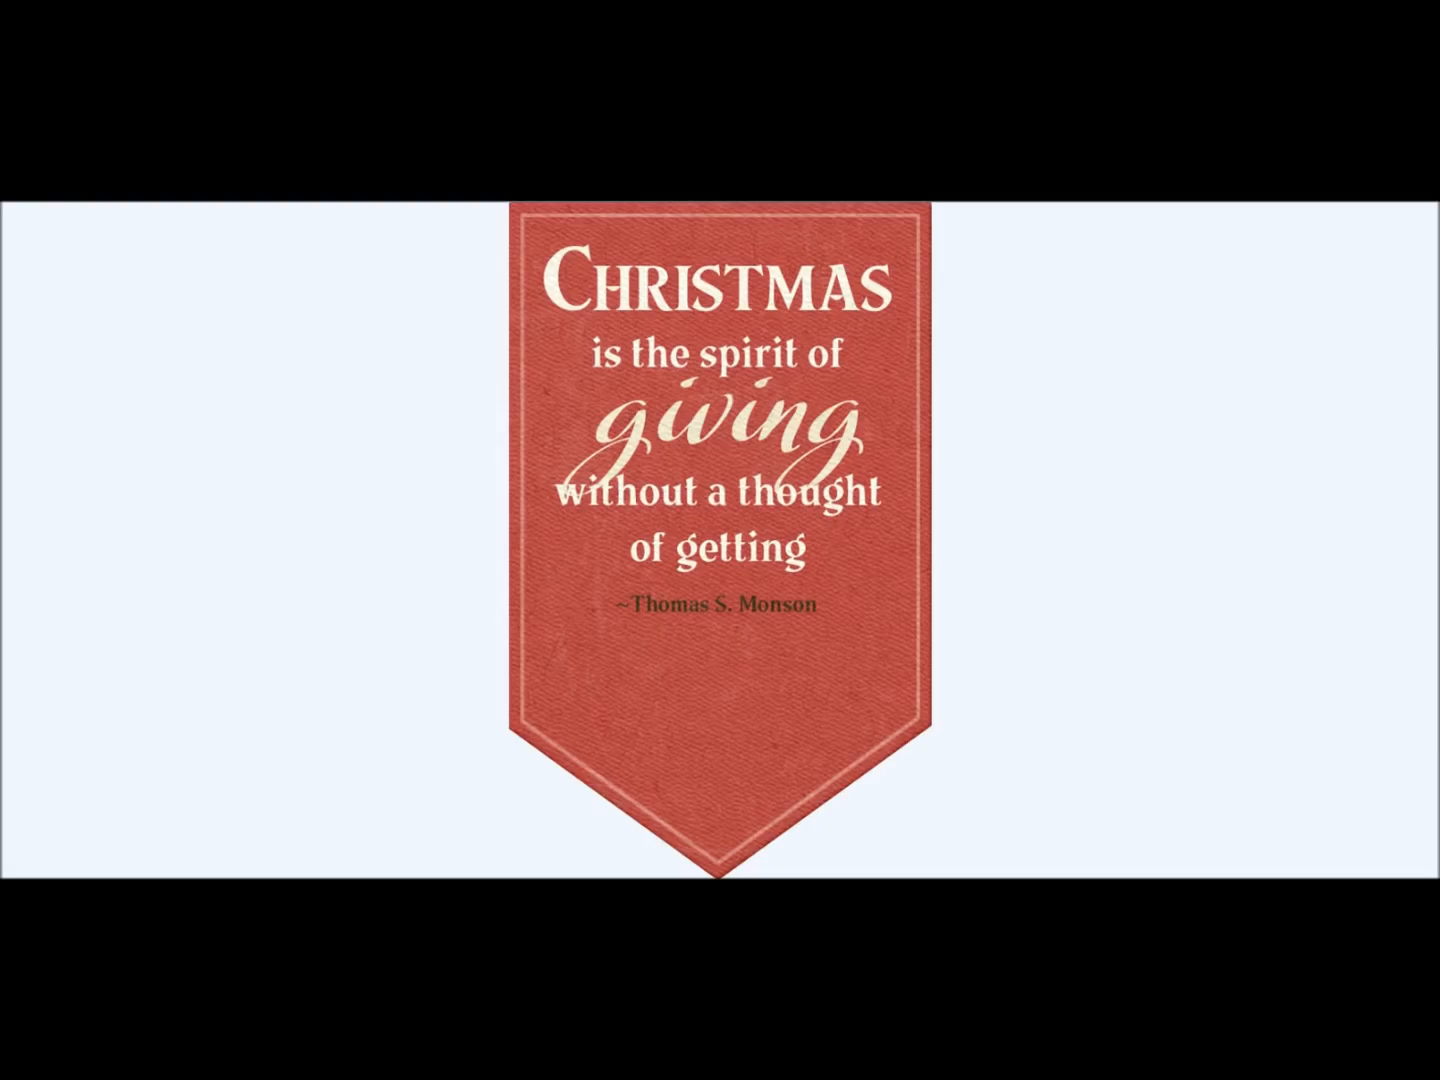 CHRISTMAS
is the spirit of
giving
without a thought
of getting
~Thomas S. Monson